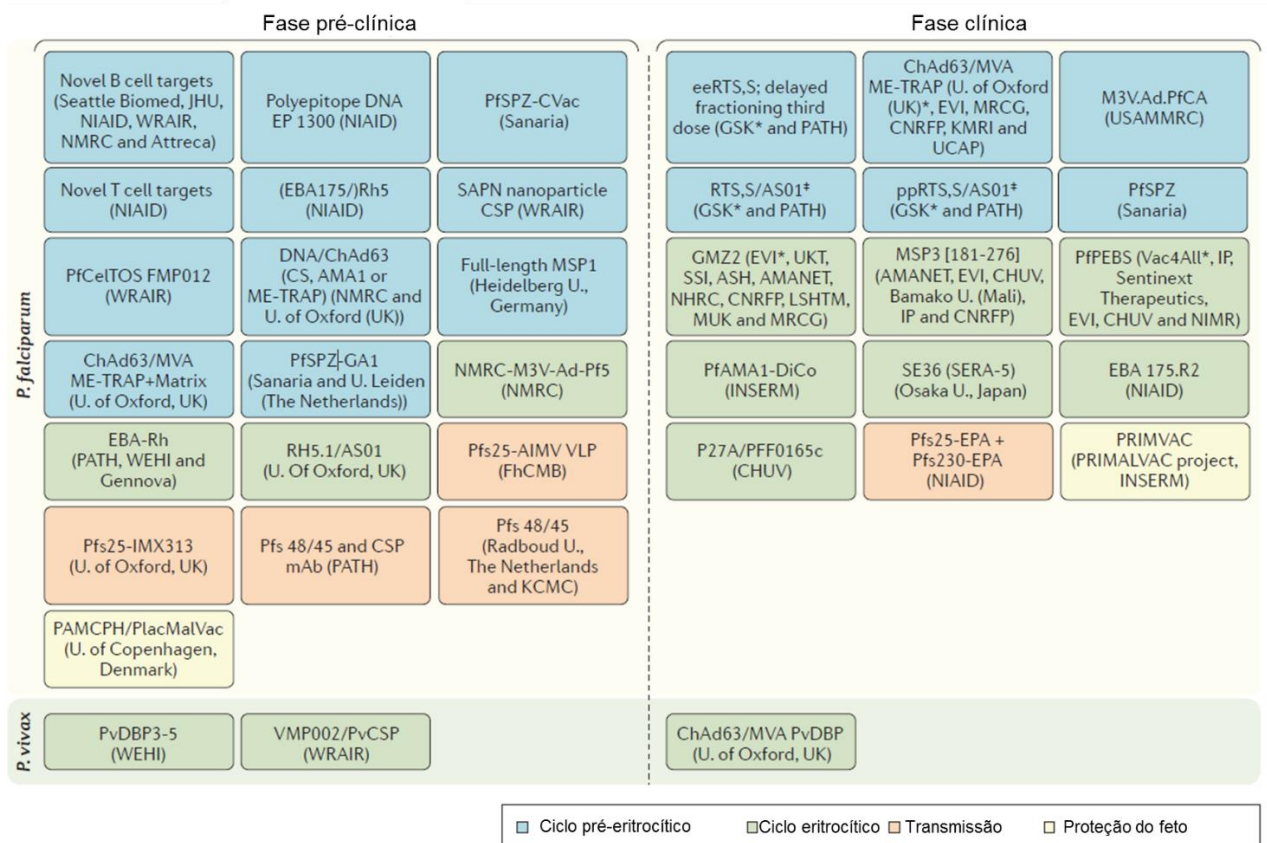 Fase pré-clínica
Fase clínica
P. falciparum
Novel B cell targets
(Seattle Biomed, JHU,
NIAID, WRAIR,
NMRC and Attreca)
Polyepitope DNA
EP 1300 (NIAID)
PfSPZ-CVac
(Sanaria)
eeRTS,S; delayed
fractioning third
dose (GSK* and PATH)
ChAd63/MVA
ME-TRAP (U. of Oxford
(UK)*, EVI, MRCG,
CNRFP, KMRI and
UCAP)
M3V.Ad.PfCA
(USAMMRC)
Novel T cell targets
(NIAID)
(EBA175/)Rh5
(NIAID)
SAPN nanoparticle
CSP (WRAIR)
RTS,S/AS01‡
(GSK* and PATH)
ppRTS,S/AS01‡
(GSK* and PATH)
PfSPZ
(Sanaria)
PfCelTOS FMP012
(WRAIR)
DNA/ChAd63
(CS, AMA1 or
ME-TRAP) (NMRC and
U. of Oxford (UK))
Full-length MSP1
(Heidelberg U.,
Germany)
GMZ2 (EVI*, UKT,
SSI, ASH, AMANET,
NHRC, CNRFP, LSHTM,
MUK and MRCG)
MSP3 [181-276]
(AMANET, EVI, CHUV,
Bamako U. (Mali),
IP and CNRFP)
PfPEBS (Vac4All*, IP,
Sentinext
Therapeutics,
EVI, CHUV and NIMR)
ChAd63/MVA
ME-TRAP+Matrix
(U. of Oxford, UK)
PfSPZ-GA1
(Sanaria and U. Leiden
(The Netherlands))
NMRC-M3V-Ad-Pf5
(NMRC)
PfAMA1-DiCo
(INSERM)
SE36 (SERA-5)
(Osaka U., Japan)
EBA 175.R2
(NIAID)
EBA-Rh
(PATH, WEHI and
Gennova)
RH5.1/AS01
(U. Of Oxford, UK)
Pfs25-AIMV VLP
(FhCMB)
P27A/PFF0165c
(CHUV)
Pfs25-EPA +
Pfs230-EPA
(NIAID)
PRIMVAC
(PRIMALVAC project,
INSERM)
Pfs25-IMX313
(U. of Oxford, UK)
Pfs 48/45 and CSP
mAb (PATH)
Pfs 48/45
(Radboud U.,
The Netherlands
and KCMC)
PAMCPH/PlacMalVac
(U. of Copenhagen,
Denmark)
P. vivax
PvDBP3-5
(WEHI)
VMP002/PvCSP
(WRAIR)
ChAd63/MVA PvDBP
(U. of Oxford, UK)
Ciclo pré-eritrocítico
Ciclo eritrocítico
Transmissão
Proteção do feto